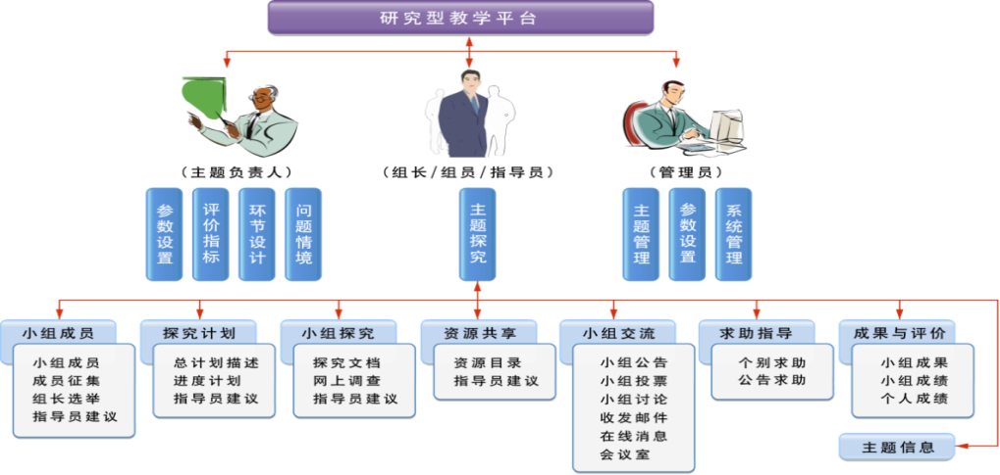 研究型教学平台
（主题负责人）
（组长/组员/指导员）
（管理员）
参数设置
评价指标
环节设计
问题情境
主题探究
主题管理
参数设置
系统管理
小组成员
小组成员
成员征集
组长选举
指导员建议
探究计划
总计划描述
进度计划
指导员建议
小组探究
探究文档
网上调查
指导员建议
资源共享
资源目录
指导员建议
小组交流
小组公告
小组投票
小组讨论
收发邮件
在线消息
会议室
求助指导
个别求助
公告求助
成果与评价
小组成果
小组成绩
个人成绩
主题信息